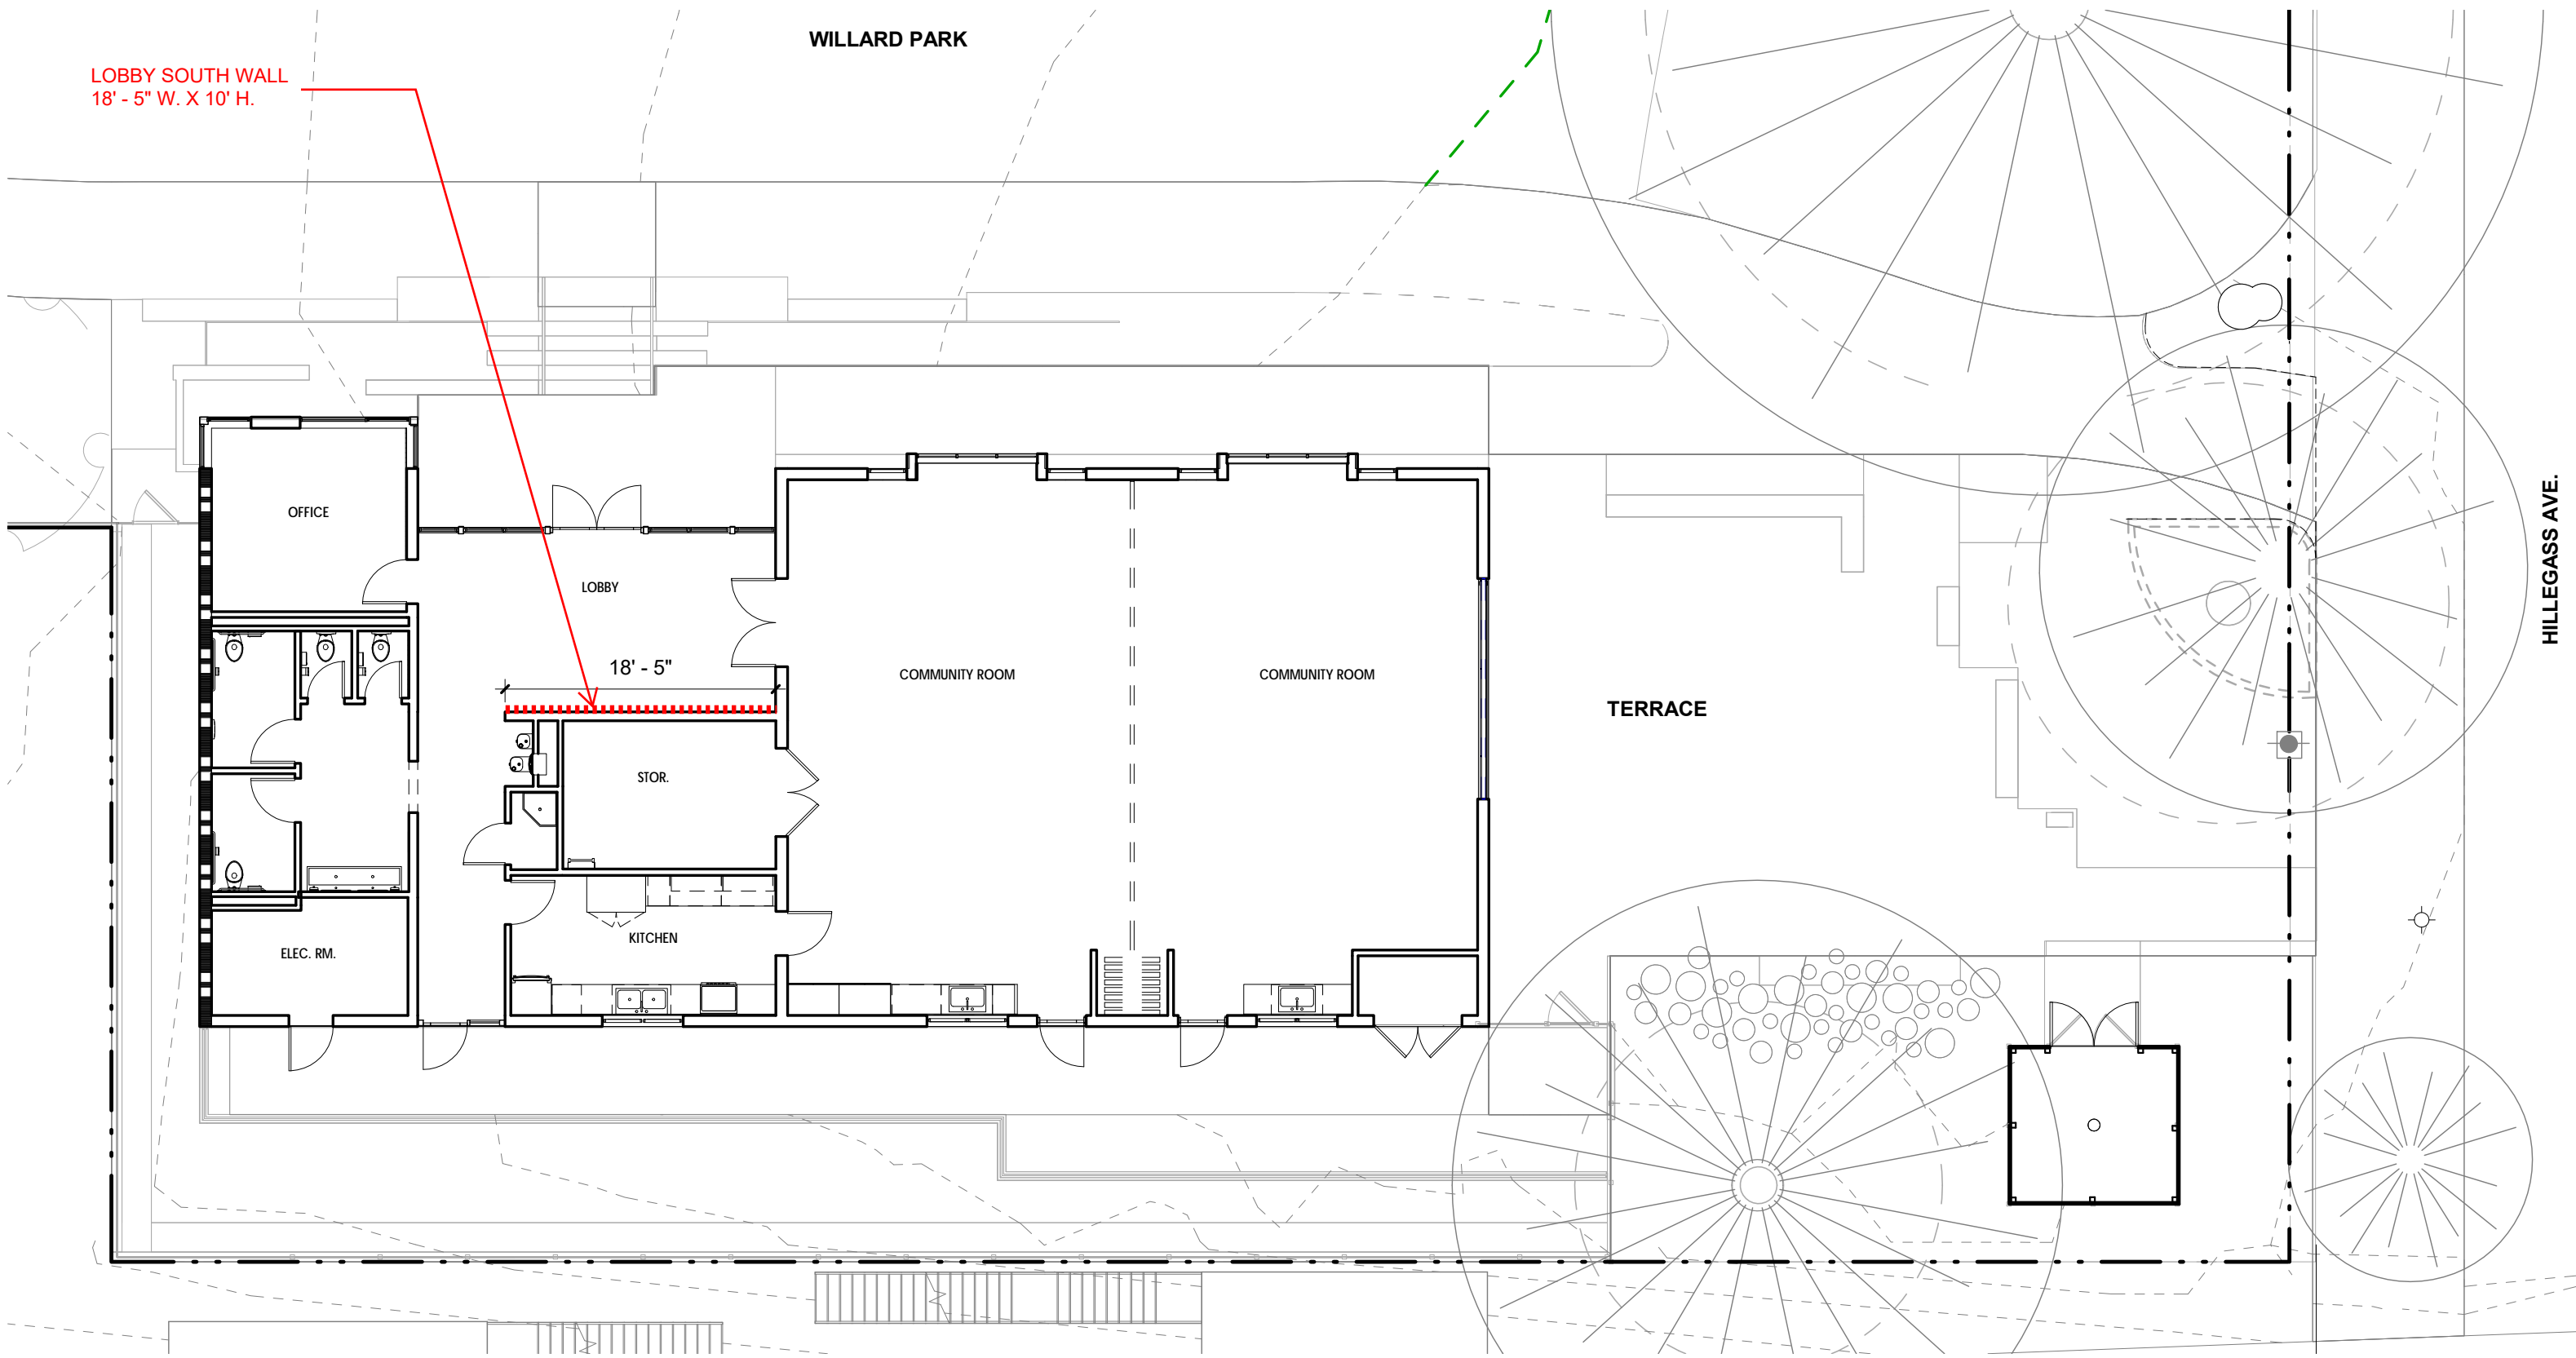 WILLARD PARK
LOBBY SOUTH WALL
18' - 5" W. X 10' H.
OFFICE
LOBBY
18' - 5"
COMMUNITY ROOM
COMMUNITY ROOM
TERRACE
HILLEGASS AVE.
STOR.
KITCHEN
ELEC. RM.